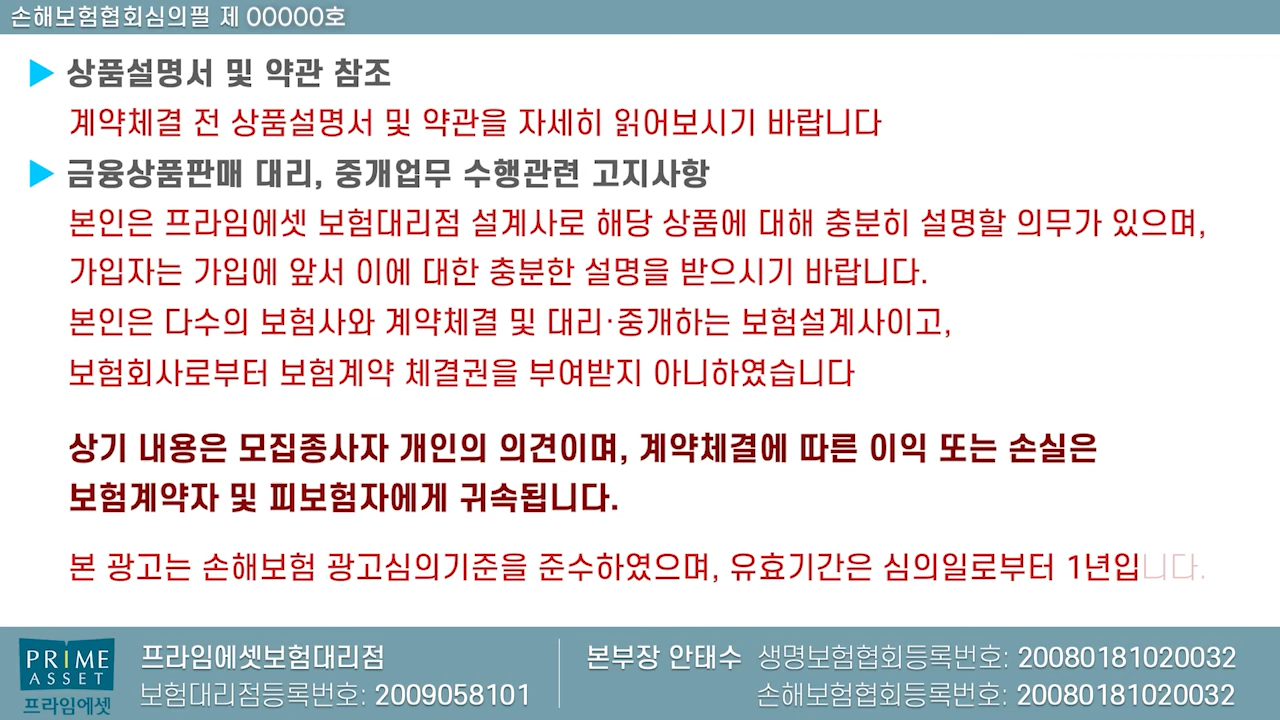 손해보험협회심의필 제 00000호
▶ 상품설명서 및 약관 참조
계약체결 전 상품설명서 및 약관을 자세히 읽어보시기 바랍니다
▶ 금융상품판매 대리, 중개업무 수행관련 고지사항
본인은 프라임에셋 보험대리점 설계사로 해당 상품에 대해 충분히 설명할 의무가 있으며,
가입자는 가입에 앞서 이에 대한 충분한 설명을 받으시기 바랍니다.
본인은 다수의 보험사와 계약체결 및 대리·중개하는 보험설계사이고,
보험회사로부터 보험계약 체결권을 부여받지 아니하였습니다
상기 내용은 모집종사자 개인의 의견이며, 계약체결에 따른 이익 또는 손실은
보험계약자 및 피보험자에게 귀속됩니다.
본 광고는 손해보험 광고심의기준을 준수하였으며, 유효기간은 심의일로부터 1년입니다.
PRIME
ASSET
프라임에셋
프라임에셋보험대리점
보험대리점등록번호: 2009058101
본부장 안태수 생명보험협회등록번호: 20080181020032
손해보험협회등록번호: 20080181020032